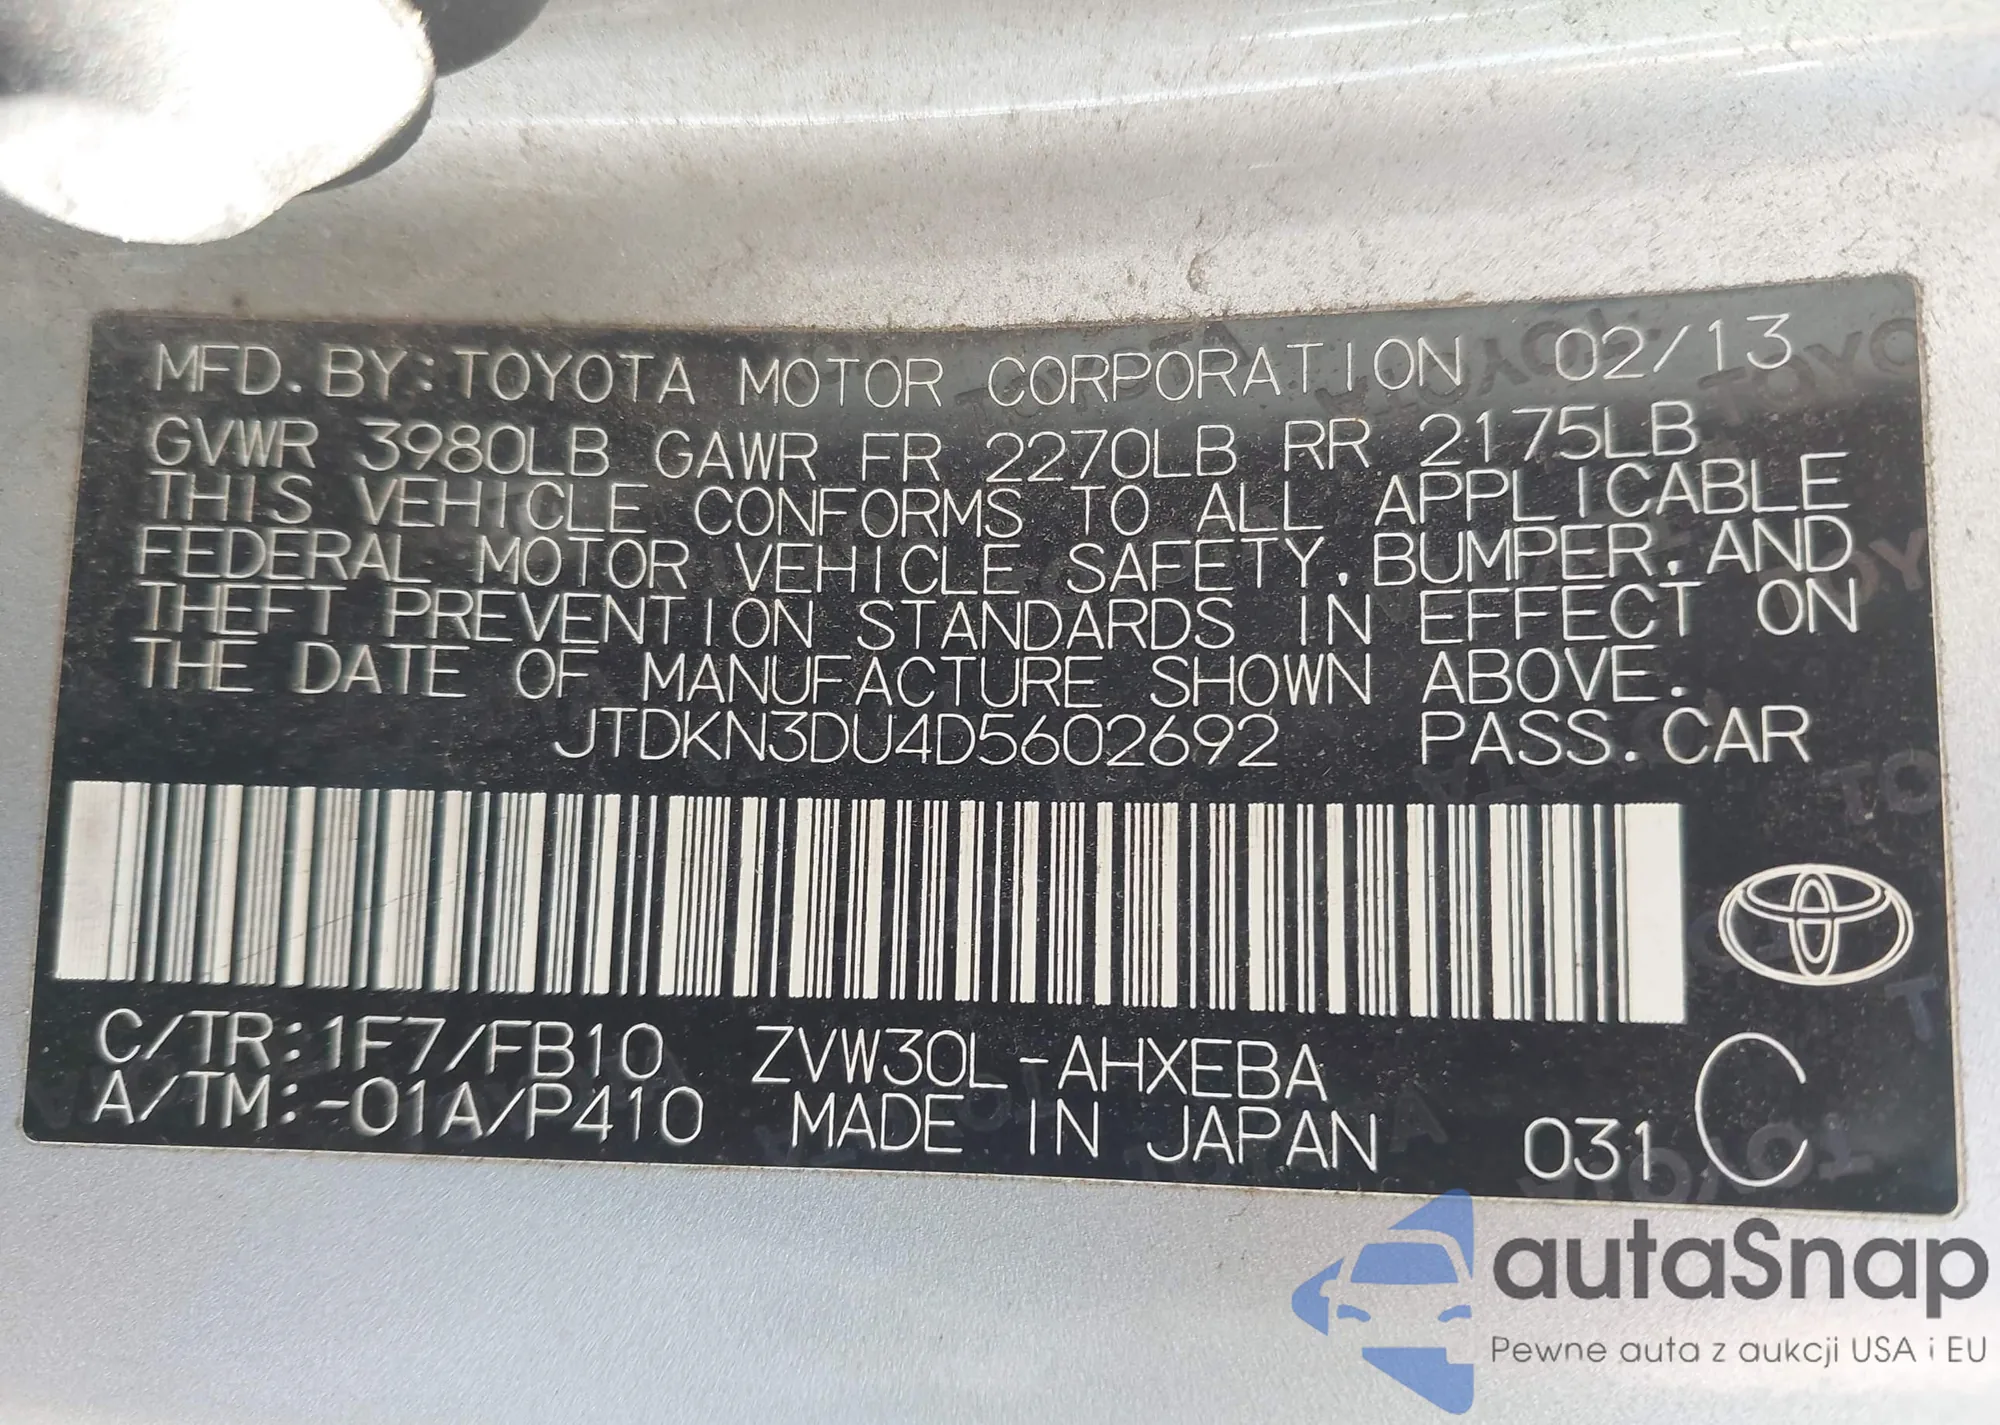 MFD. BY: TOYOTA MOTOR CORPORATION 02/13
GVWR 3980LB GAWR FR 2270LB RR 2175LB
THIS VEHICLE CONFORMS TO ALL APPLICABLE
FEDERAL MOTOR VEHICLE SAFETY, BUMPER, AND
THEFT PREVENTION STANDARDS IN EFFECT ON
THE DATE OF MANUFACTURE SHOWN ABOVE.
JTDKN3DU4D5602692 PASS. CAR
C/TR: 1F7/FB10 ZVW30L-AHXEBA
A/TM: -01A/P410 MADE IN JAPAN 031 C
autaSnap
Pewne auta z aukcji USA i EU